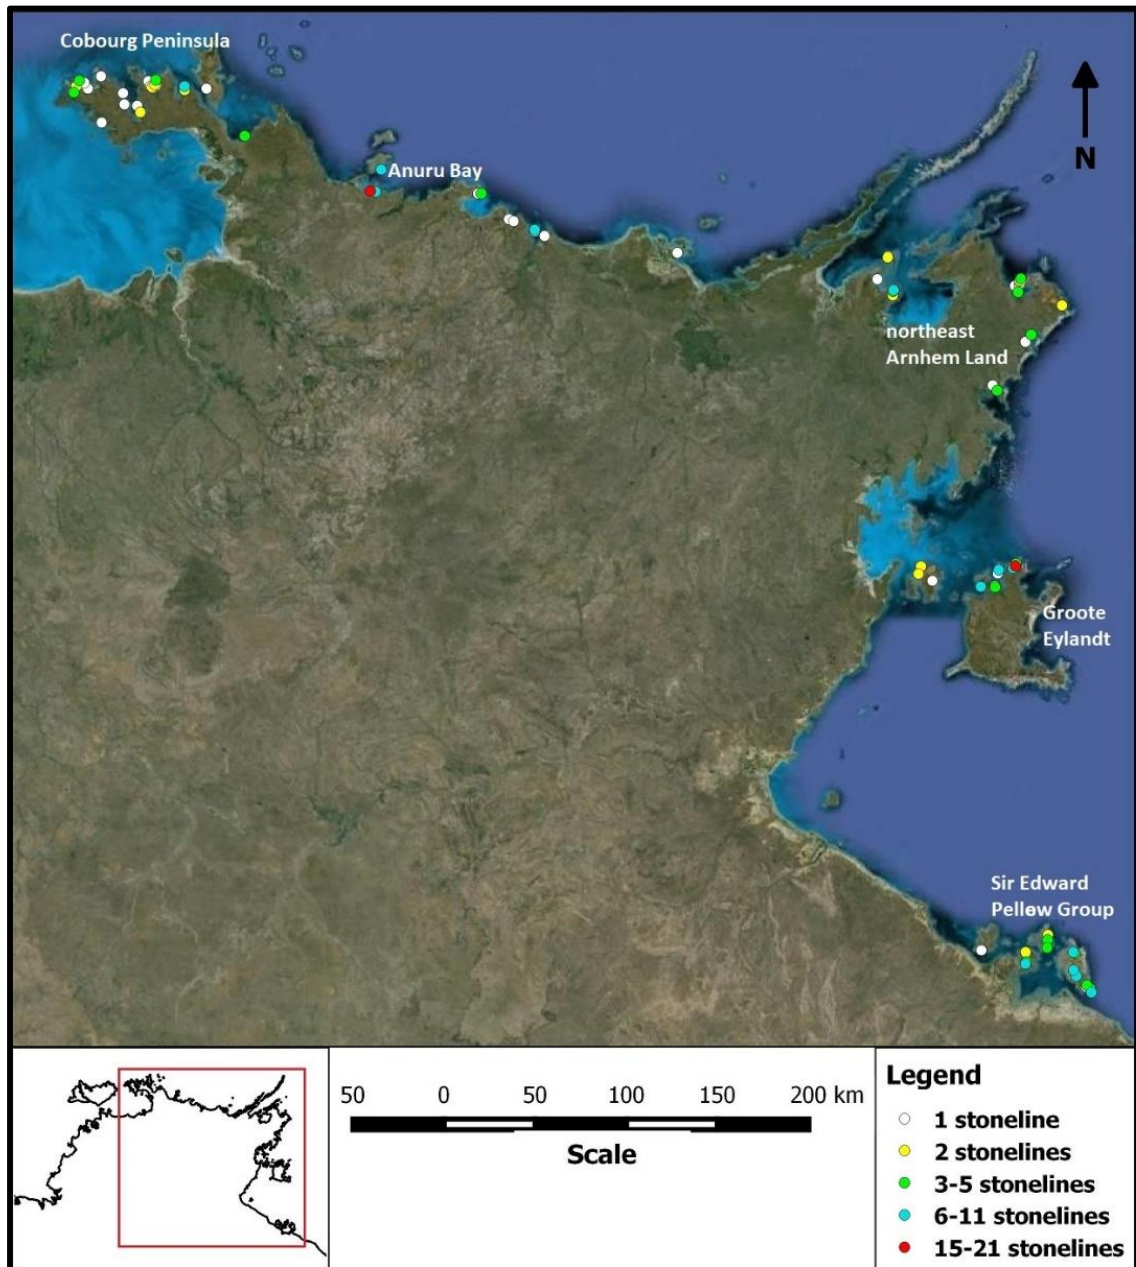 Cobourg Peninsula
N
Anuru Bay
northeast
Arnhem Land
Groote
Eylandt
Sir Edward
Pellew Group
50 0 50 100 150 200 km
Scale
Legend
1 stoneline
2 stonelines
3-5 stonelines
6-11 stonelines
15-21 stonelines